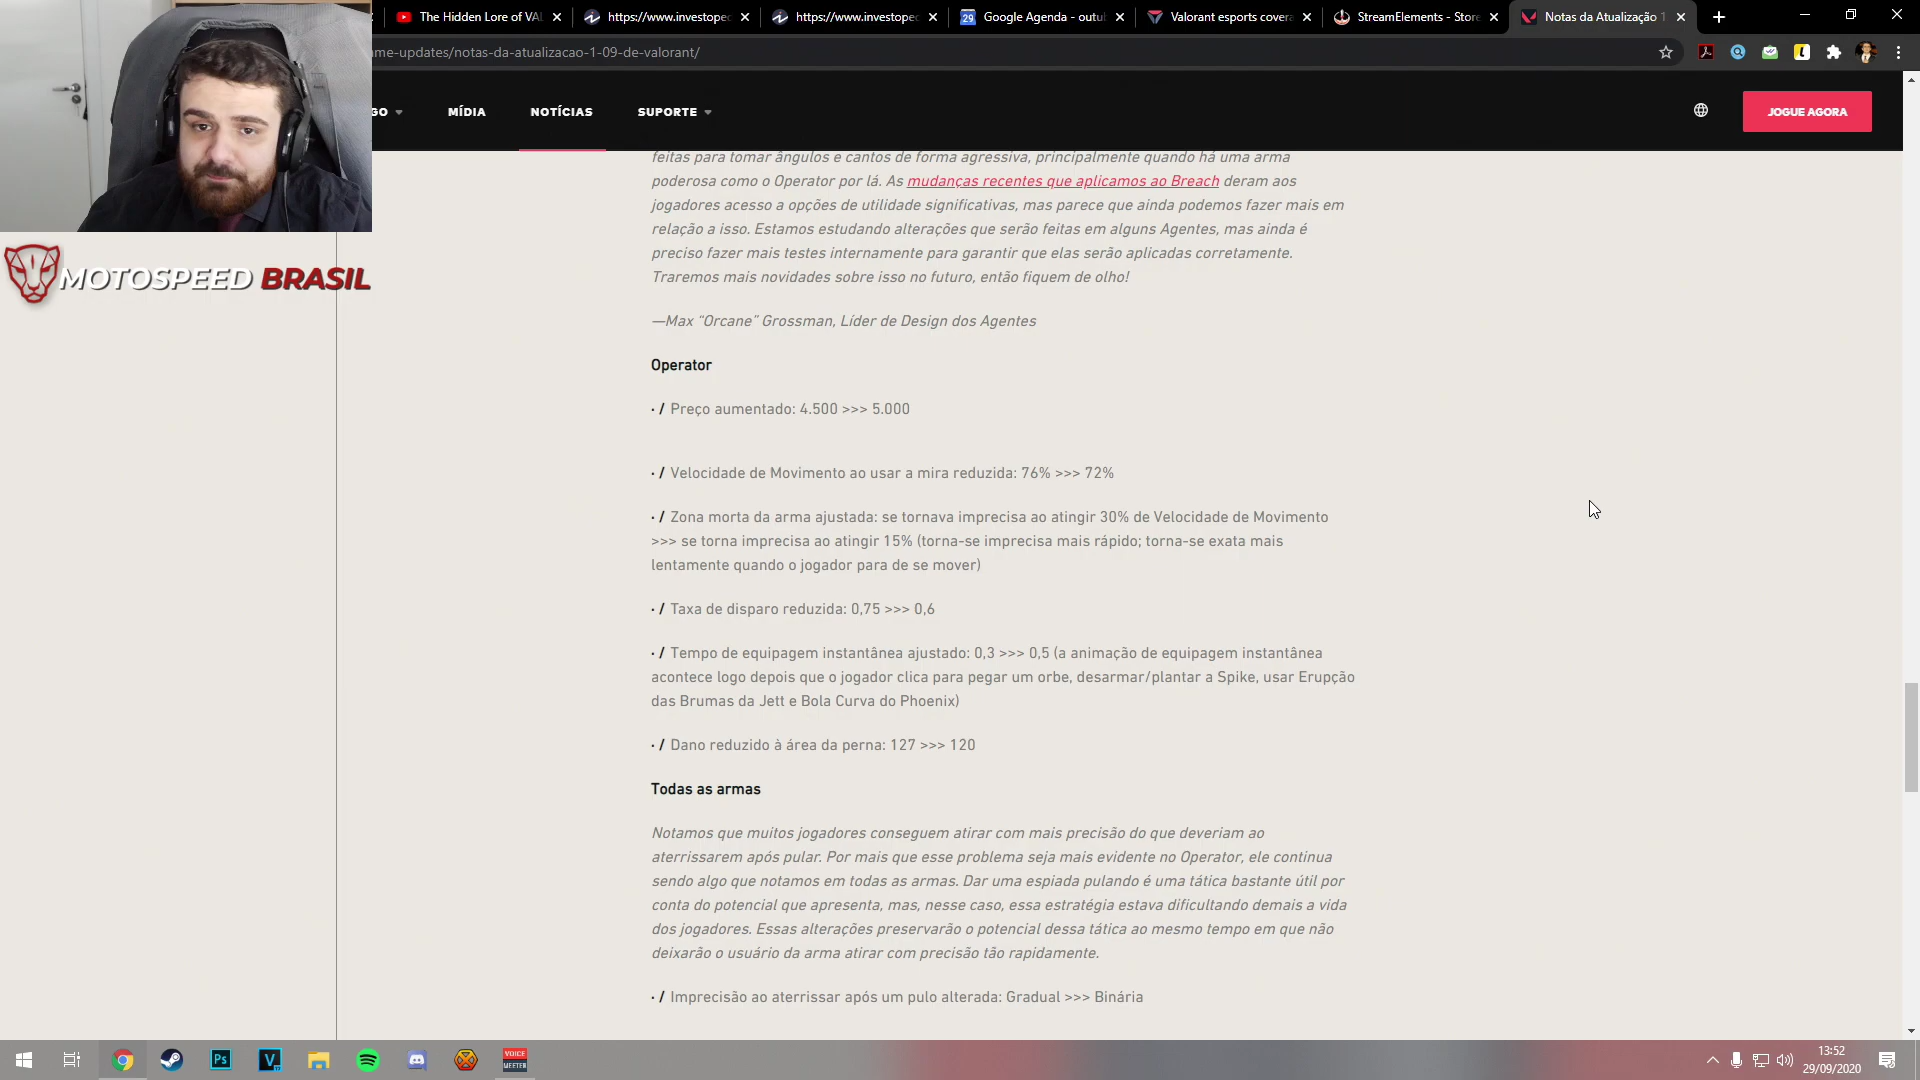 The Hidden Lore of VAL
https://www.investoped
https://www.investoped
Google Agenda - outub
Valorant esports covera
StreamElements - Store
Notas da Atualização 1
me-updates/notas-da-atualizacao-1-09-de-valorant/
GO
MÍDIA
NOTÍCIAS
SUPORTE
JOGUE AGORA
MOTOSPEED BRASIL
feitas para tomar ângulos e cantos de forma agressiva, principalmente quando há uma arma
poderosa como o Operator por lá. As mudanças recentes que aplicamos ao Breach deram aos
jogadores acesso a opções de utilidade significativas, mas parece que ainda podemos fazer mais em
relação a isso. Estamos estudando alterações que serão feitas em alguns Agentes, mas ainda é
preciso fazer mais testes internamente para garantir que elas serão aplicadas corretamente.
Traremos mais novidades sobre isso no futuro, então fiquem de olho!
—Max “Orcane” Grossman, Líder de Design dos Agentes
Operator
· / Preço aumentado: 4.500 >>> 5.000
· / Velocidade de Movimento ao usar a mira reduzida: 76% >>> 72%
· / Zona morta da arma ajustada: se tornava imprecisa ao atingir 30% de Velocidade de Movimento
>>> se torna imprecisa ao atingir 15% (torna-se imprecisa mais rápido; torna-se exata mais
lentamente quando o jogador para de se mover)
· / Taxa de disparo reduzida: 0,75 >>> 0,6
· / Tempo de equipagem instantânea ajustado: 0,3 >>> 0,5 (a animação de equipagem instantânea
acontece logo depois que o jogador clica para pegar um orbe, desarmar/plantar a Spike, usar Erupção
das Brumas da Jett e Bola Curva do Phoenix)
· / Dano reduzido à área da perna: 127 >>> 120
Todas as armas
Notamos que muitos jogadores conseguem atirar com mais precisão do que deveriam ao
aterrissarem após pular. Por mais que esse problema seja mais evidente no Operator, ele continua
sendo algo que notamos em todas as armas. Dar uma espiada pulando é uma tática bastante útil por
conta do potencial que apresenta, mas, nesse caso, essa estratégia estava dificultando demais a vida
dos jogadores. Essas alterações preservarão o potencial dessa tática ao mesmo tempo em que não
deixarão o usuário da arma atirar com precisão tão rapidamente.
· / Imprecisão ao aterrissar após um pulo alterada: Gradual >>> Binária
Ps
V
VOICE
MEETER
13:52
29/09/2020